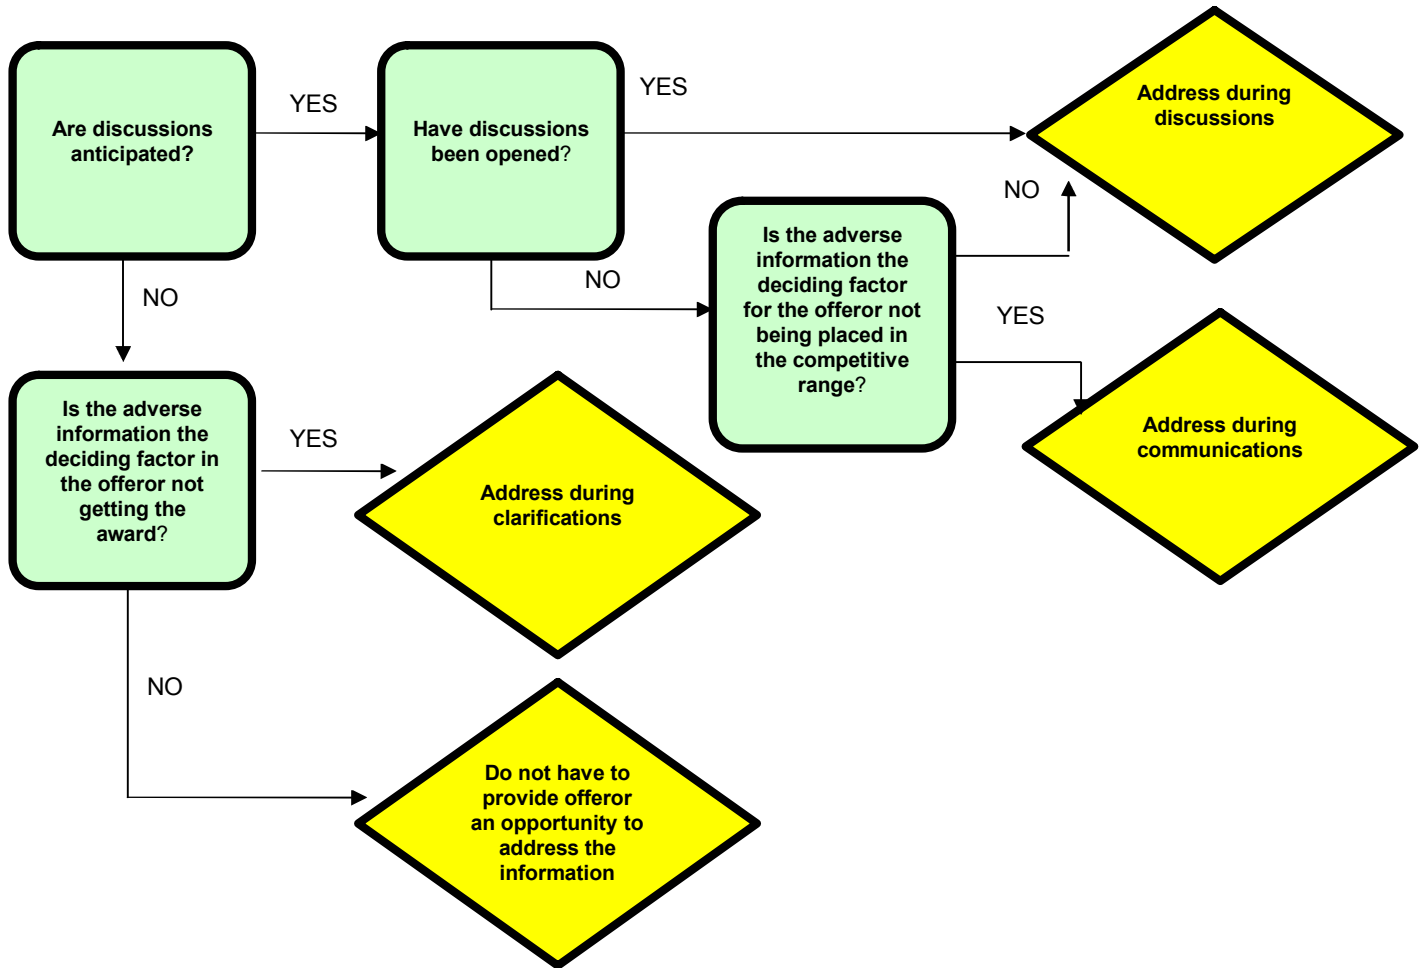 Are discussions
anticipated?
YES
Have discussions
been opened?
YES
Address during
discussions
NO
Is the adverse
information the
deciding factor
for the offeror not
being placed in
the competitive
range?
NO
YES
Address during
communications
NO
Is the adverse
information the
deciding factor in
the offeror not
getting the
award?
YES
Address during
clarifications
NO
Do not have to
provide offeror
an opportunity to
address the
information